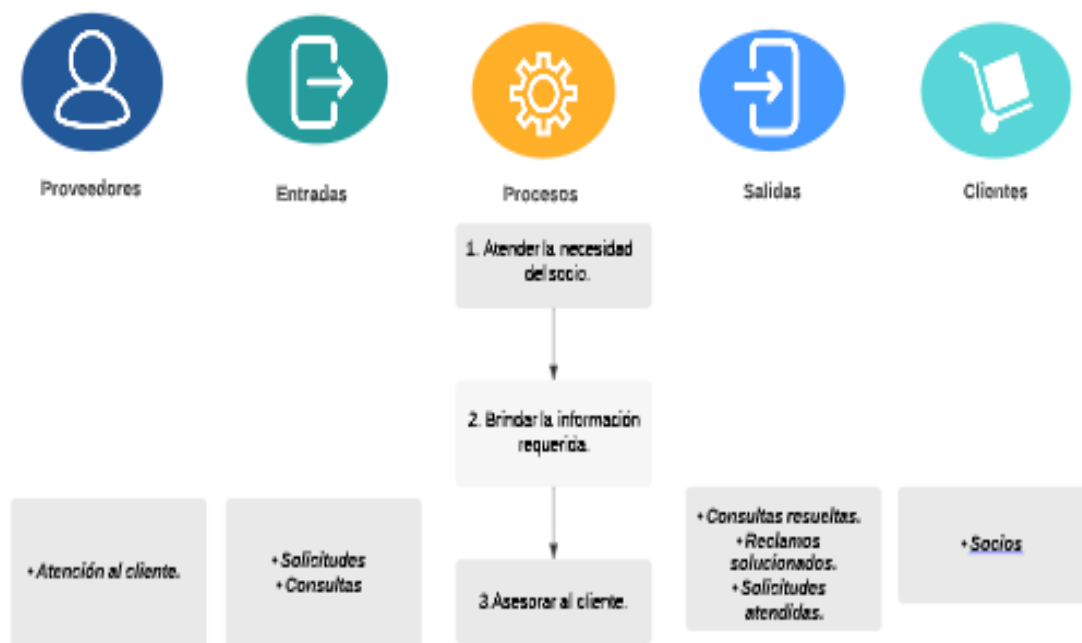 Proveedores
Entradas
Procesos
Salidas
Clientes
1. Atender la necesidad
del socio.
2. Brindar la información
requerida.
3.Asesorar al cliente.
• Atención al cliente.
• Solicitudes
• Consultas
• Consultas resueltas.
• Reclamos
solucionados.
• Solicitudes
atendidas.
• Socios